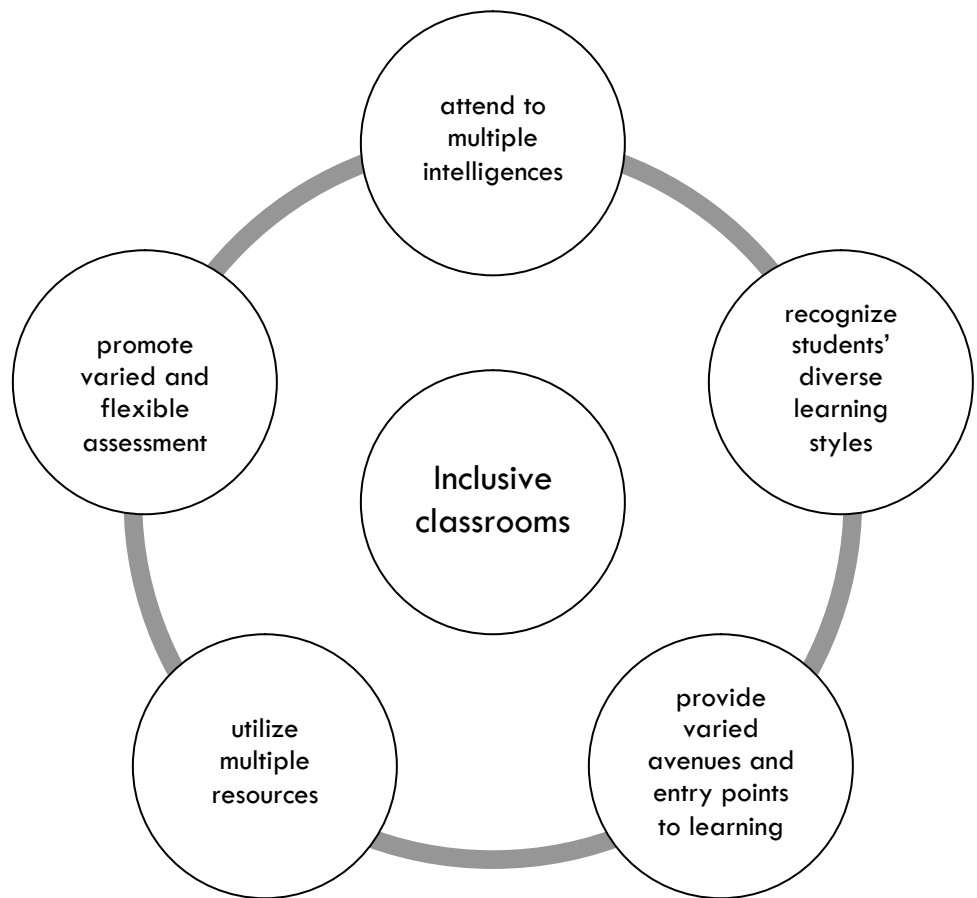 attend to
multiple
intelligences
recognize
students’
diverse
learning
styles
provide
varied
avenues and
entry points
to learning
utilize
multiple
resources
promote
varied and
flexible
assessment
Inclusive
classrooms